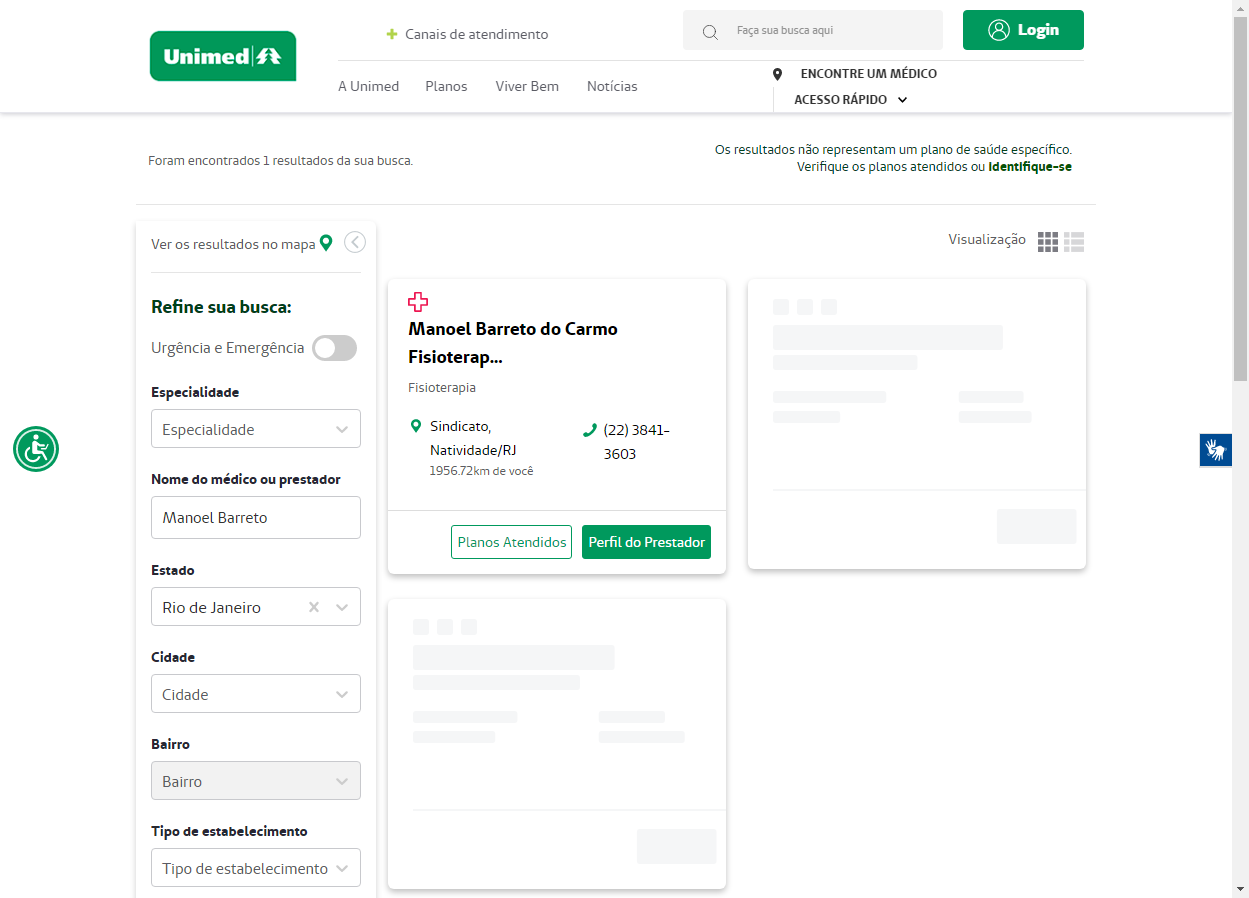 Unimed
Canais de atendimento
Faça sua busca aqui
Login
A Unimed
Planos
Viver Bem
Notícias
ENCONTRE UM MÉDICO
ACESSO RÁPIDO
Foram encontrados 1 resultados da sua busca.
Os resultados não representam um plano de saúde específico.
Verifique os planos atendidos ou identifique-se
Ver os resultados no mapa
Visualização
Refine sua busca:
Urgência e Emergência
Especialidade
Especialidade
Nome do médico ou prestador
Manoel Barreto
Estado
Rio de Janeiro
Cidade
Cidade
Bairro
Bairro
Tipo de estabelecimento
Tipo de estabelecimento
Manoel Barreto do Carmo
Fisioterap...
Fisioterapia
Sindicato,
Natividade/RJ
1956.72km de você
(22) 3841-
3603
Planos Atendidos
Perfil do Prestador